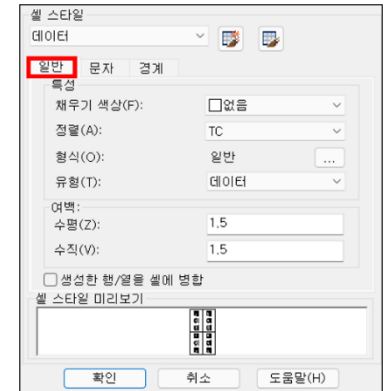 셀 스타일
데이터
일반 문자 경계
특성
채우기 색상(F): 없음
정렬(A): TC
형식(O): 일반 ...
유형(T): 데이터
여백:
수평(Z): 1.5
수직(V): 1.5
생성한 행/열을 셀에 병합
셀 스타일 미리보기
확인 취소 도움말(H)